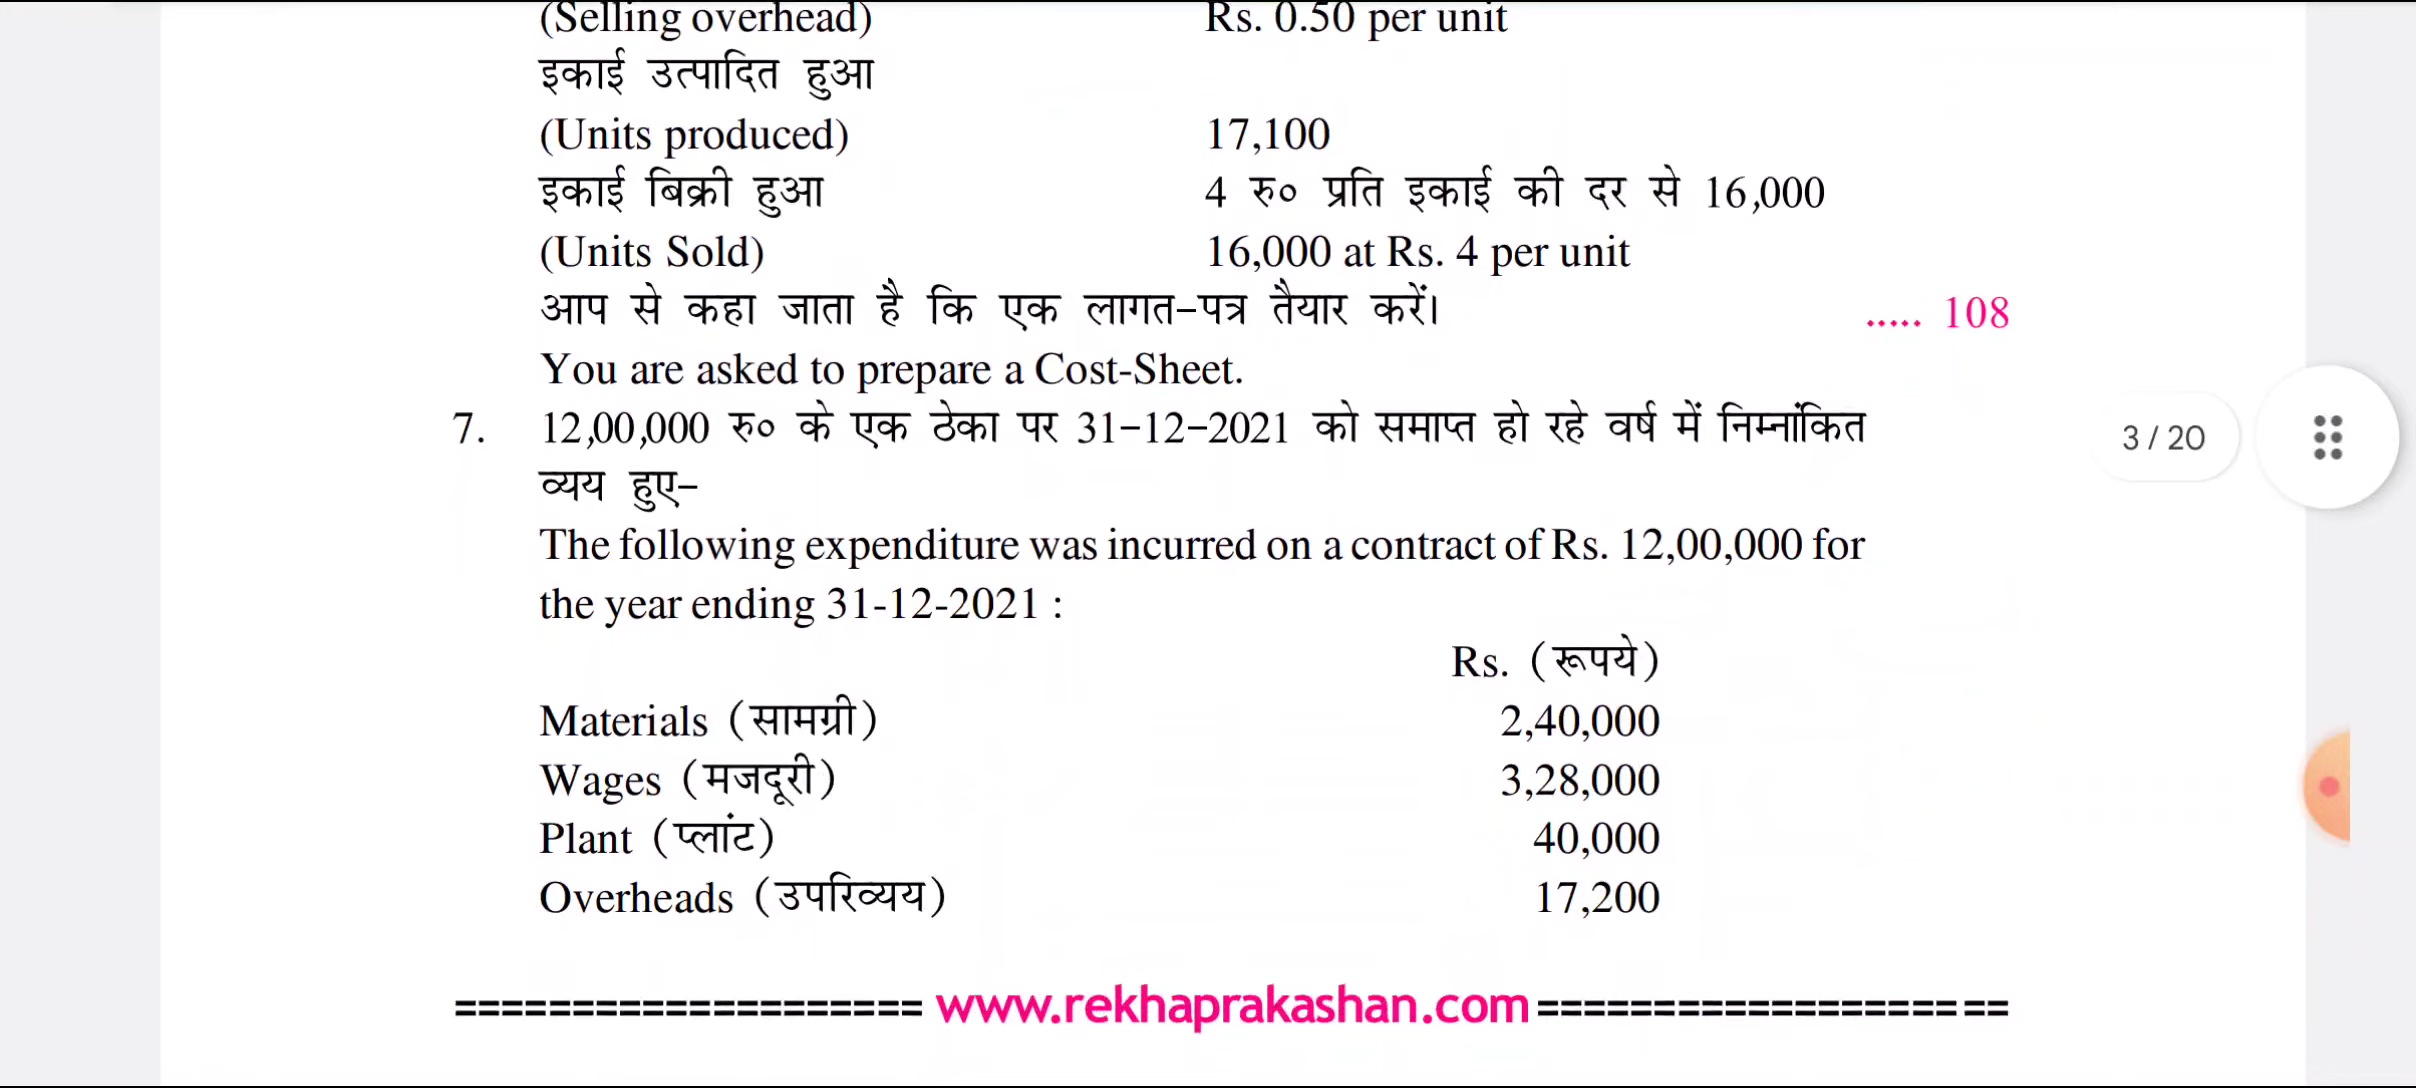 (Selling overhead) Rs. 0.50 per unit
इकाई उत्पादित हुआ
(Units produced) 17,100
इकाई बिक्री हुआ 4 रु० प्रति इकाई की दर से 16,000
(Units Sold) 16,000 at Rs. 4 per unit
आप से कहा जाता है कि एक लागत-पत्र तैयार करें। ..... 108
You are asked to prepare a Cost-Sheet.
7. 12,00,000 रु० के एक ठेका पर 31-12-2021 को समाप्त हो रहे वर्ष में निम्नांकित
3 / 20
व्यय हुए-
The following expenditure was incurred on a contract of Rs. 12,00,000 for
the year ending 31-12-2021 :
Rs. (रूपये)
Materials (सामग्री) 2,40,000
Wages (मजदूरी) 3,28,000
Plant (प्लांट) 40,000
Overheads (उपरिव्यय) 17,200
==================== www.rekhaprakashan.com====================